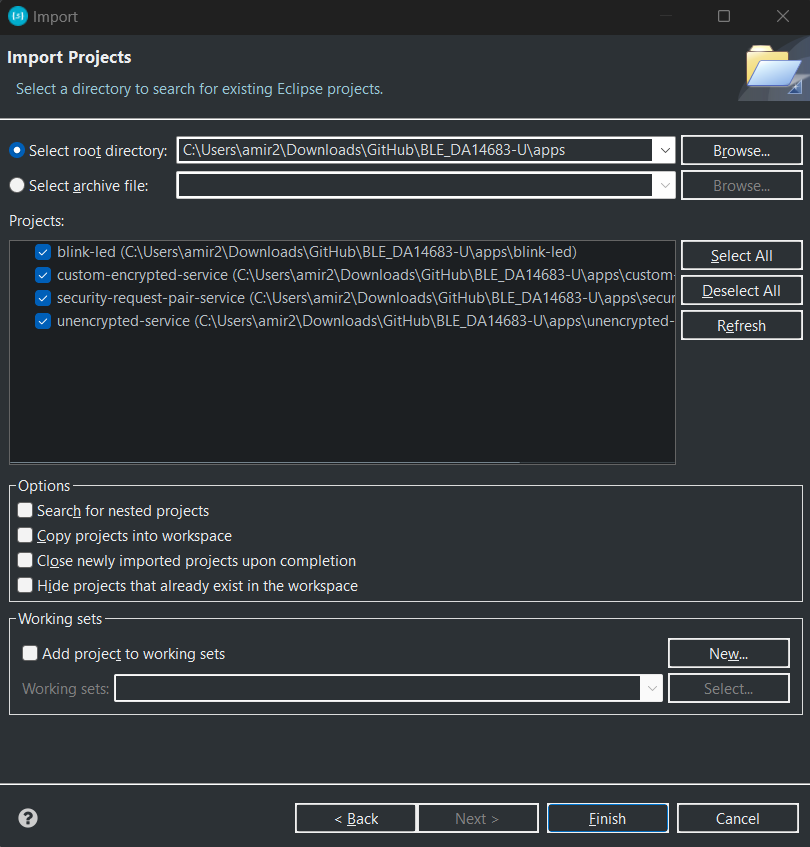 Import
Import Projects
Select a directory to search for existing Eclipse projects.
Select root directory: C:\Users\amir2\Downloads\GitHub\BLE_DA14683-U\apps Browse...
Select archive file: Browse...
Projects:
blink-led (C:\Users\amir2\Downloads\GitHub\BLE_DA14683-U\apps\blink-led)
custom-encrypted-service (C:\Users\amir2\Downloads\GitHub\BLE_DA14683-U\apps\custom-
security-request-pair-service (C:\Users\amir2\Downloads\GitHub\BLE_DA14683-U\apps\secur
unencrypted-service (C:\Users\amir2\Downloads\GitHub\BLE_DA14683-U\apps\unencrypted-
Select All
Deselect All
Refresh
Options
Search for nested projects
Copy projects into workspace
Close newly imported projects upon completion
Hide projects that already exist in the workspace
Working sets
Add project to working sets New...
Working sets: Select...
? < Back Next > Finish Cancel